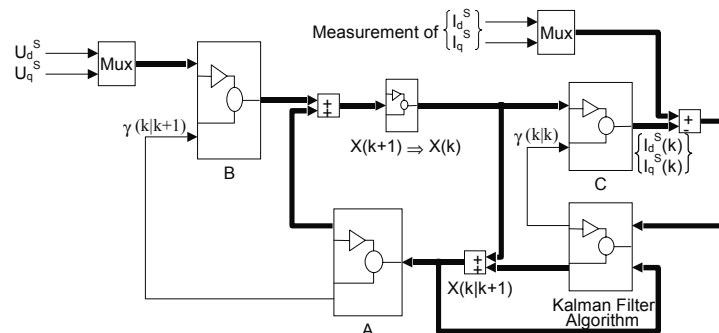 Measurement of { I_d^S
I_q^S }
Mux
U_d^S
U_q^S
Mux
γ (k|k+1)
B
+
+
X(k+1) ⇒ X(k)
γ (k|k)
C
+
-
{ I_d^S(k)
I_q^S(k) }
A
+
+
X(k|k+1)
Kalman Filter
Algorithm